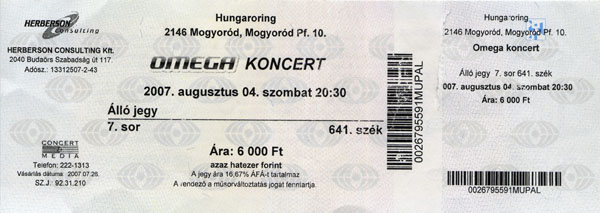 HERBERSON
Consulting
HERBERSON CONSULTING Kft.
2040 Budaörs Szabadság út 117.
Adósz.: 13312507-2-43
Hungaroring
2146 Mogyoród, Mogyoród Pf. 10.
OMEGA KONCERT
2007. augusztus 04. szombat 20:30
Álló jegy
7. sor 641. szék
CONCERT
MEDIA
Telefon: 222-1313
Vásárlás dátuma: 2007.07.26.
SZ.J.: 92.31.210
Ára: 6 000 Ft
azaz hatezer forint
A jegy ára 16,67% ÁFÁ-t tartalmaz
A rendező a műsorváltoztatás jogát fenntartja.
0026795591MUPAL
Hungaroring
2146 Mogyoród, Mogyoród Pf. 10.
Omega koncert
Álló jegy 7. sor 641. szék
007. augusztus 04. szombat 20:30
Ára: 6 000 Ft
0026795591MUPAL